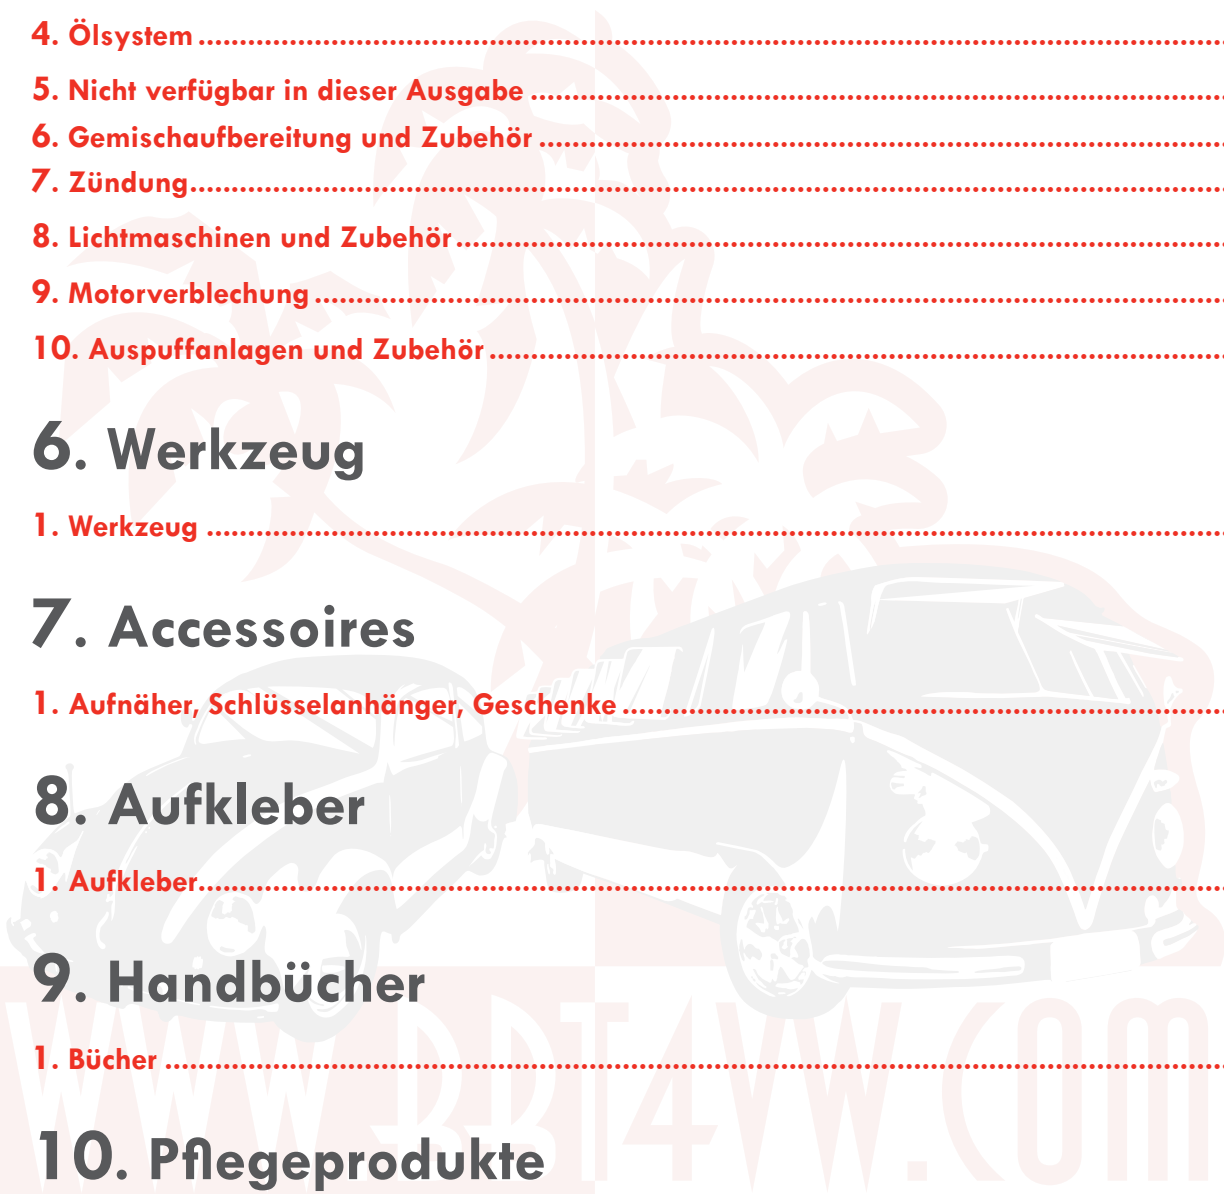 4. Ölsystem ........................................................................................................................
5. Nicht verfügbar in dieser Ausgabe ........................................................................................
6. Gemischaufbereitung und Zubehör ........................................................................................
7. Zündung........................................................................................................................
8. Lichtmaschinen und Zubehör ................................................................................................
9. Motorverblechung ..............................................................................................................
10. Auspuffanlagen und Zubehör ..............................................................................................
6. Werkzeug
1. Werkzeug ........................................................................................................................
7. Accessoires
1. Aufnäher, Schlüsselanhänger, Geschenke ..............................................................................
8. Aufkleber
1. Aufkleber........................................................................................................................
9. Handbücher
1. Bücher ............................................................................................................................
WWW.BBT4VW.COM
10. Pflegeprodukte